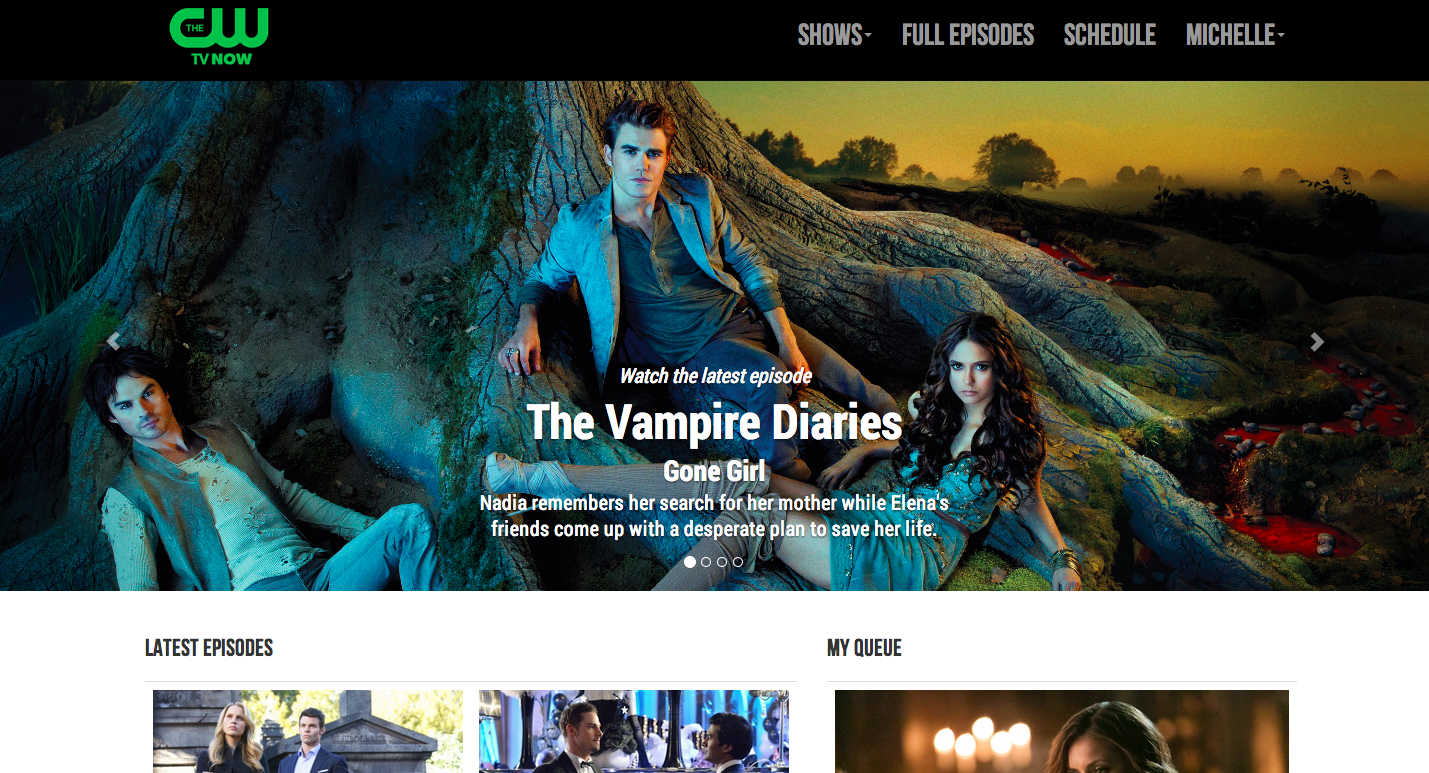 THE
CW
TV NOW
SHOWS
FULL EPISODES
SCHEDULE
MICHELLE
Watch the latest episode
The Vampire Diaries
Gone Girl
Nadia remembers her search for her mother while Elena's
friends come up with a desperate plan to save her life.
LATEST EPISODES
MY QUEUE